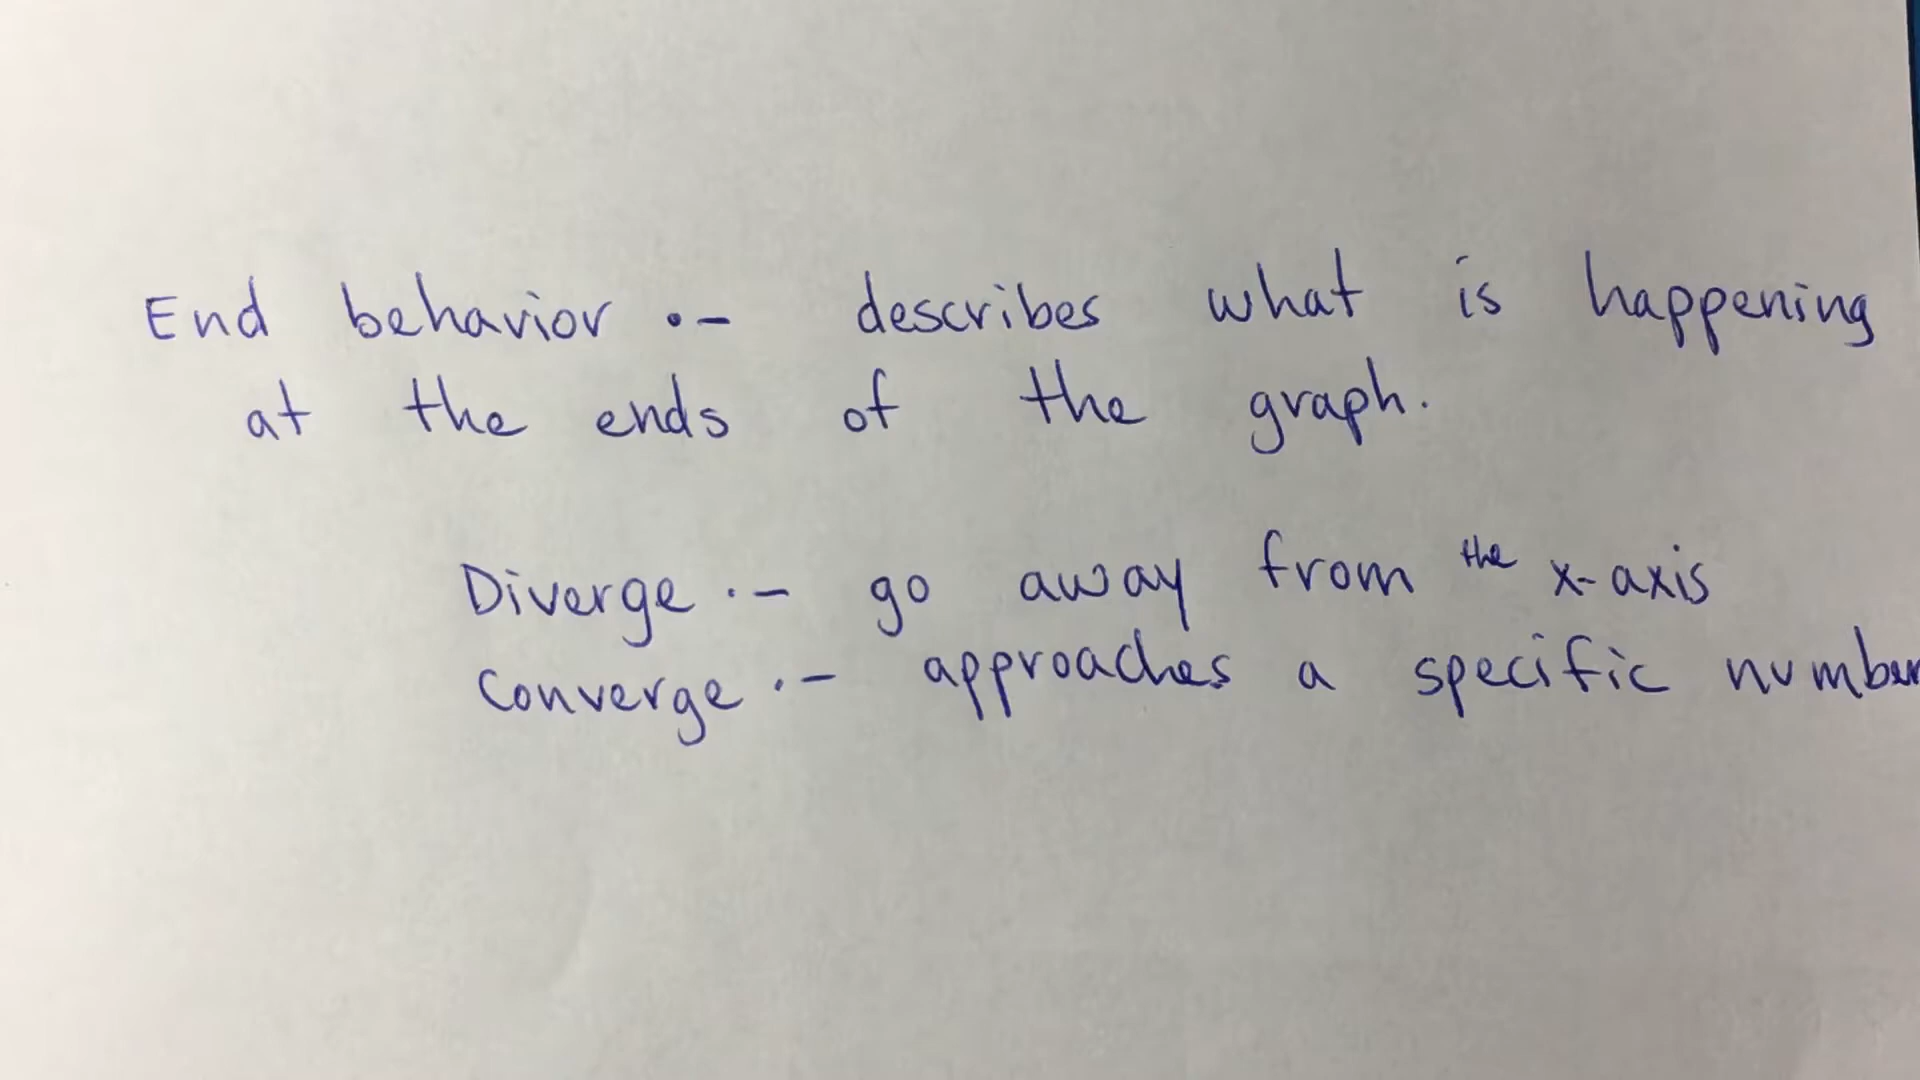 End behavior :- describes what is happening
at the ends of the graph.
Diverge :- go away from the x-axis
Converge :- approaches a specific number